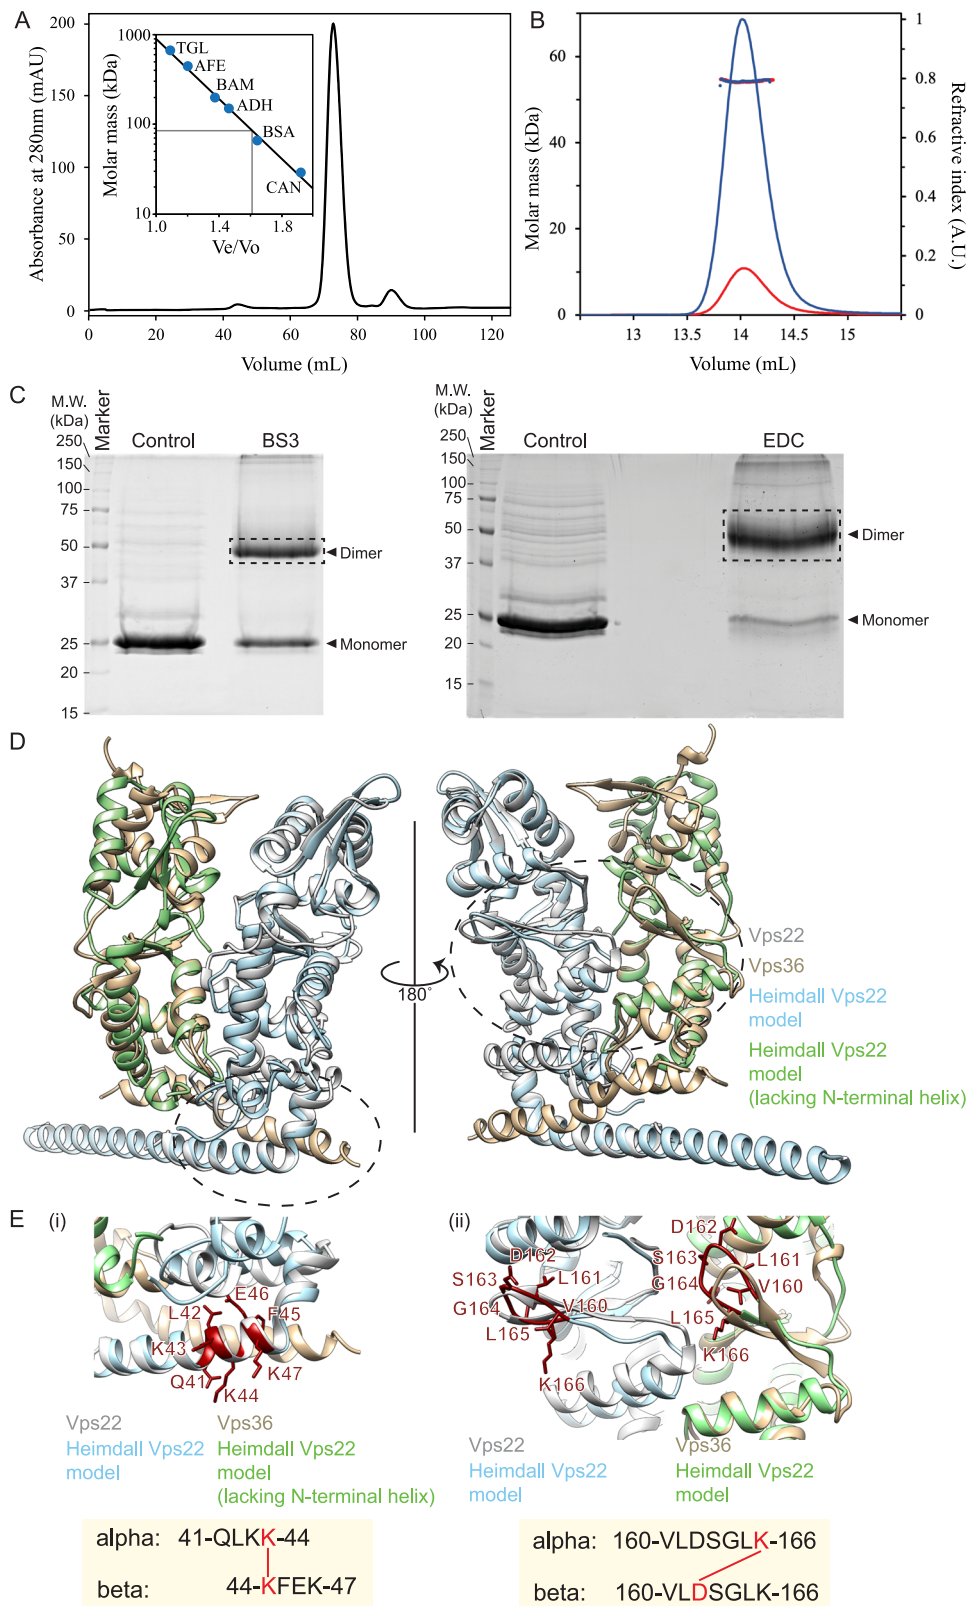 A
200
150
100
50
0
Absorbance at 280nm (mAU)
0
20
40
60
80
100
120
Volume (mL)
1000
100
10
Molar mass (kDa)
TGL
AFE
BAM
ADH
BSA
CAN
1.0
1.4
1.8
Ve/Vo
B
60
50
40
30
20
10
0
Molar mass (kDa)
1
0.8
0.6
0.4
0.2
0
Refractive index (A.U.)
13
13.5
14
14.5
15
Volume (mL)
C
M.W.
(kDa)
Marker
Control
BS3
250
150
100
75
50
37
25
20
15
Dimer
Monomer
M.W.
(kDa)
Marker
Control
EDC
250
150
100
75
50
37
25
20
15
Dimer
Monomer
D
180°
Vps22
Vps36
Heimdall Vps22
model
Heimdall Vps22
model
(lacking N-terminal helix)
E
(i)
E46
L42
F45
K43
Q41
K47
K44
Vps22
Heimdall Vps22
model
Vps36
Heimdall Vps22
model
(lacking N-terminal helix)
alpha: 41-QLKK-44
beta: 44-KFEK-47
(ii)
D162
S163
L161
G164
V160
L165
K166
D162
S163
L161
G164
V160
L165
K166
Vps22
Heimdall Vps22
model
Vps36
Heimdall Vps22
model
alpha: 160-VLDSGLK-166
beta: 160-VLDSGLK-166